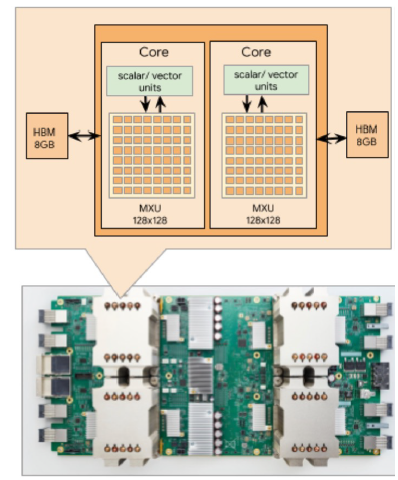 Core
Core
scalar/ vector
units
scalar/ vector
units
HBM
8GB
HBM
8GB
MXU
128x128
MXU
128x128